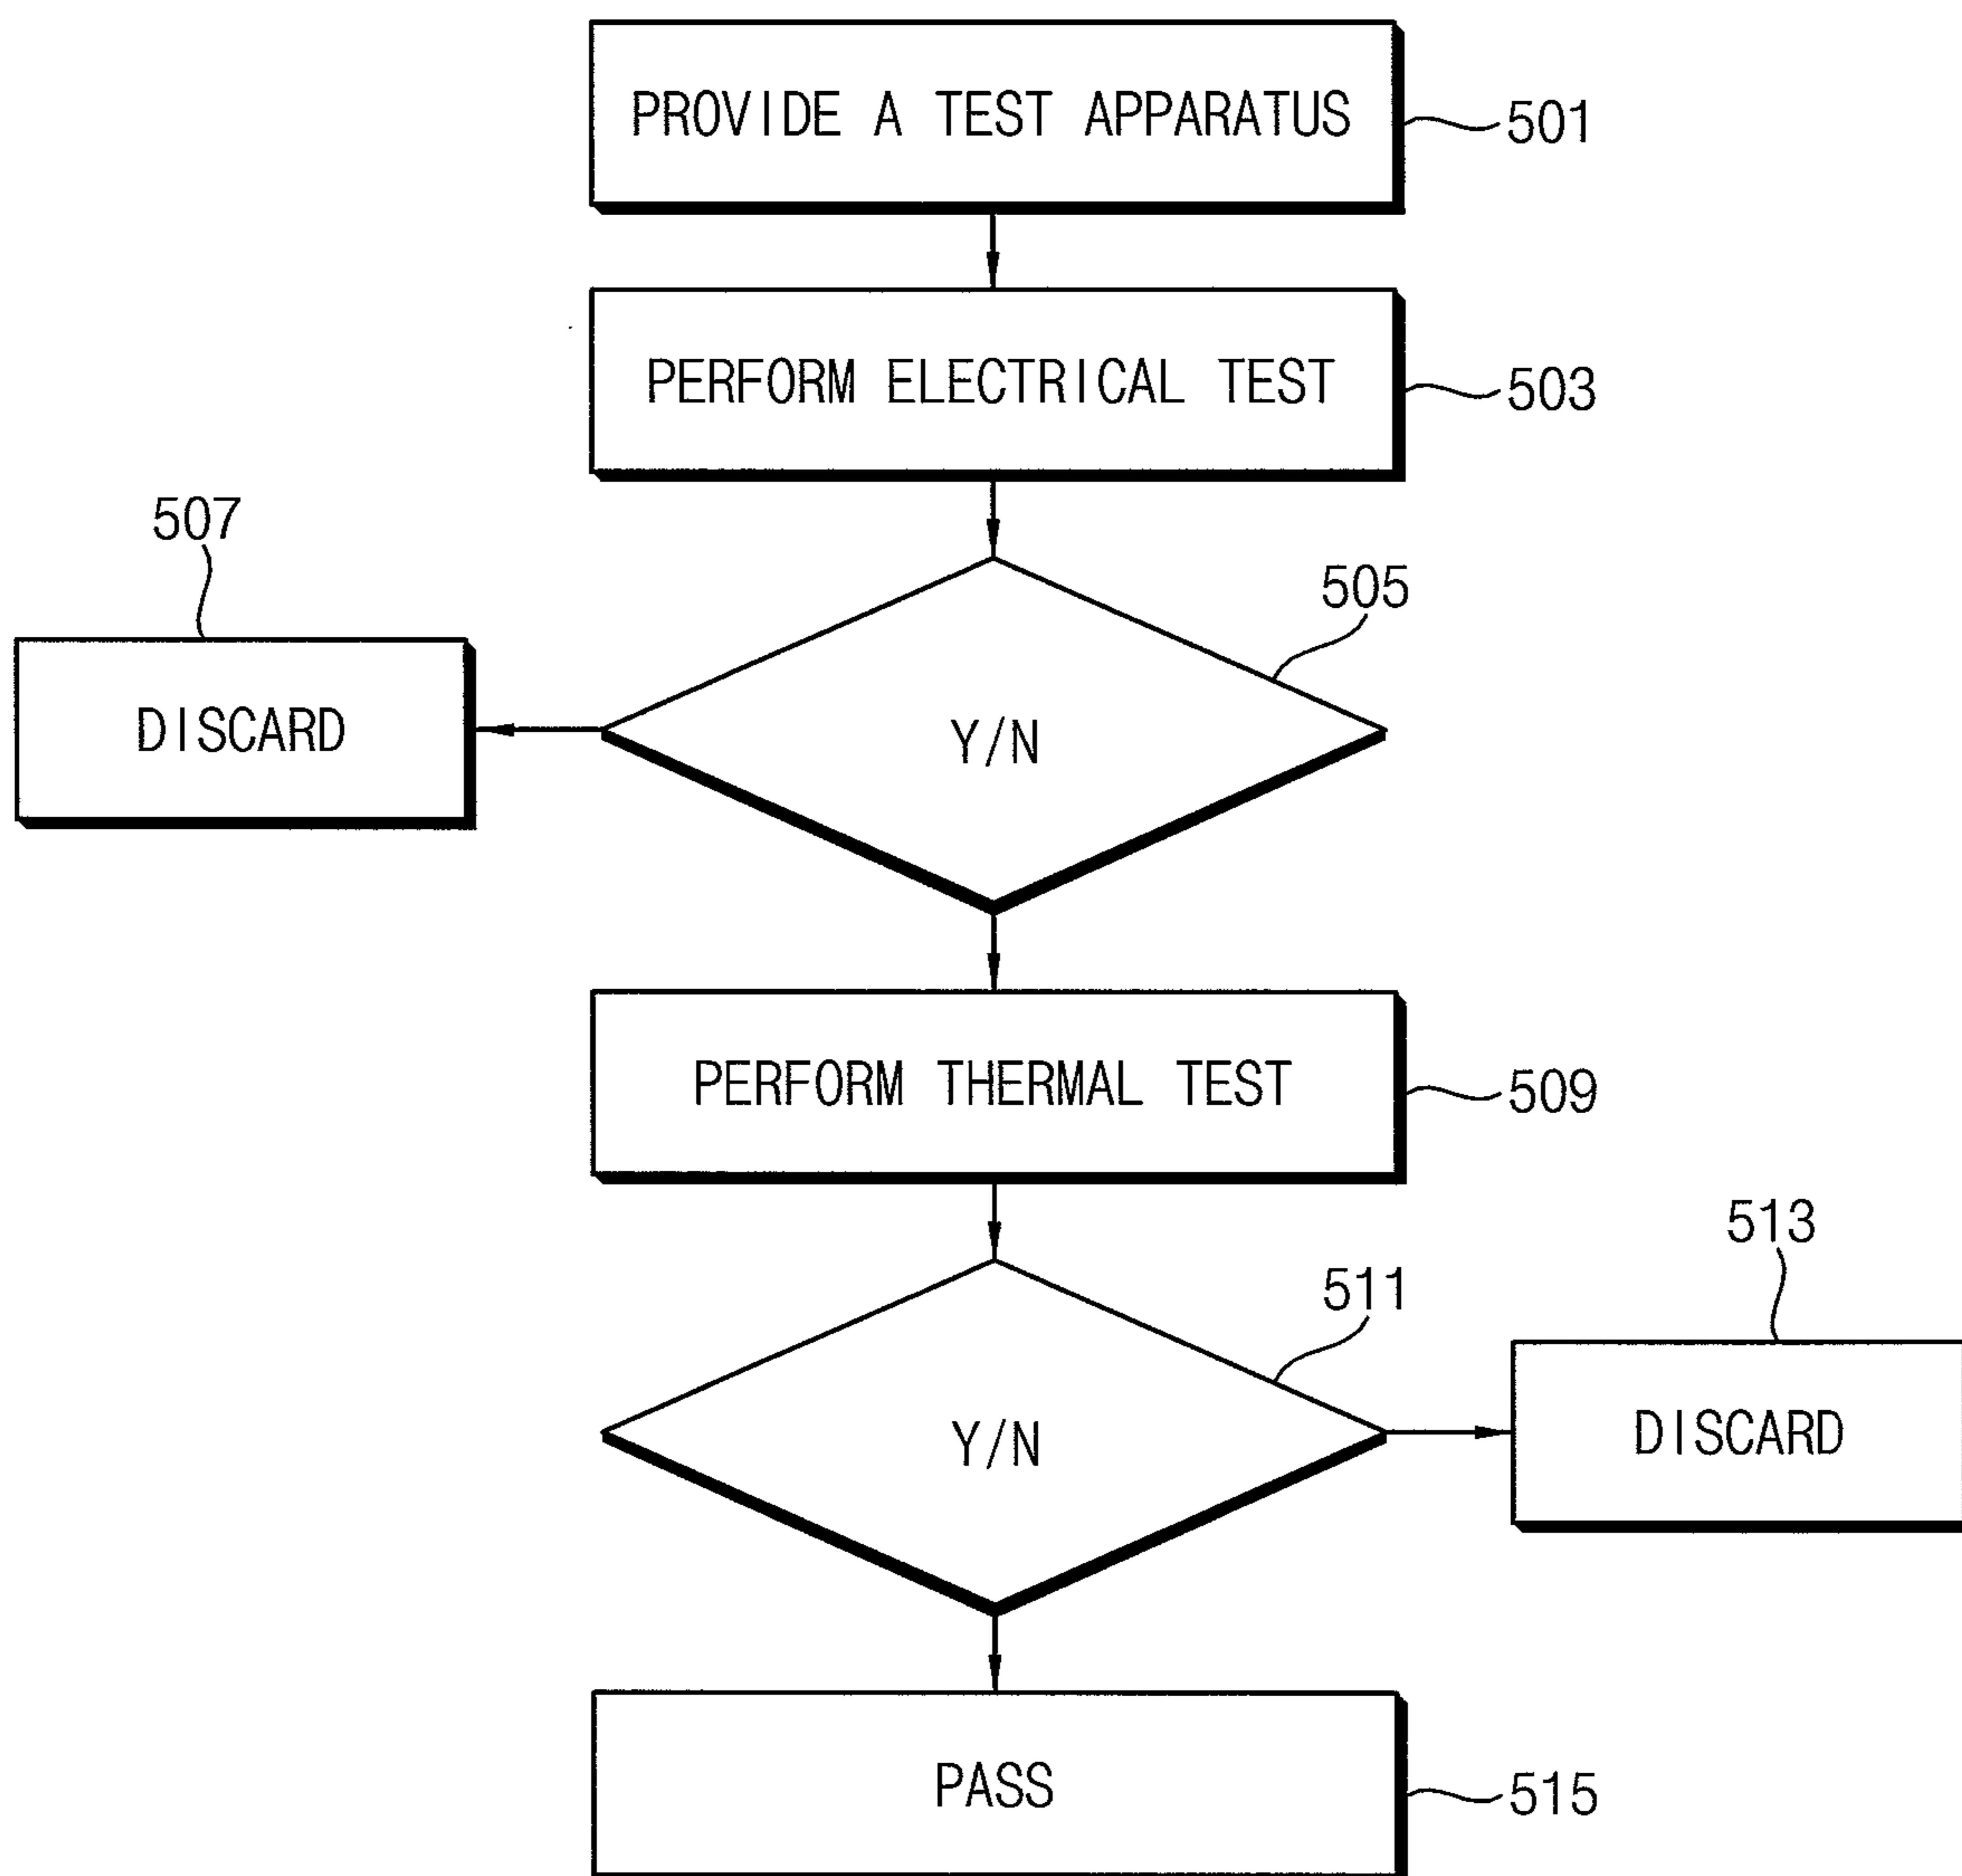 PROVIDE A TEST APPARATUS
501
PERFORM ELECTRICAL TEST
503
507
505
DISCARD
Y/N
PERFORM THERMAL TEST
509
513
511
Y/N
DISCARD
PASS
515